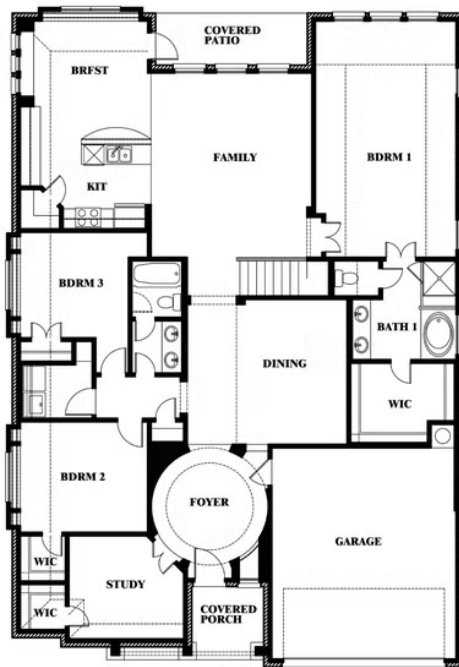 COVERED
PATIO
BRFST
FAMILY
BDRM 1
KIT
BDRM 3
BATH 1
DINING
WIC
BDRM 2
FOYER
GARAGE
WIC
STUDY
WIC
COVERED
PORCH